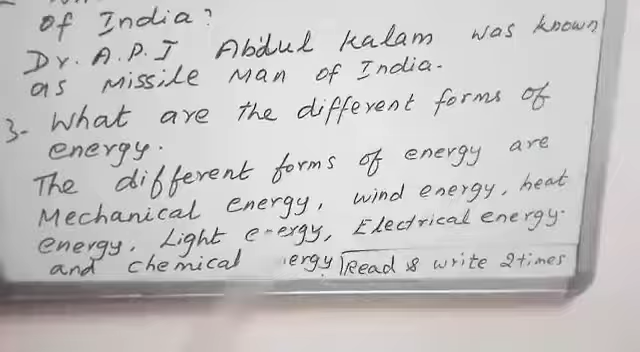 of India?
Dr. A.P.J Abdul Kalam was known
as Missile Man of India.
3- What are the different forms of
energy.
The different forms of energy are
Mechanical energy, wind energy, heat
energy, Light energy, Electrical energy.
and chemical ergy Read & write 2times